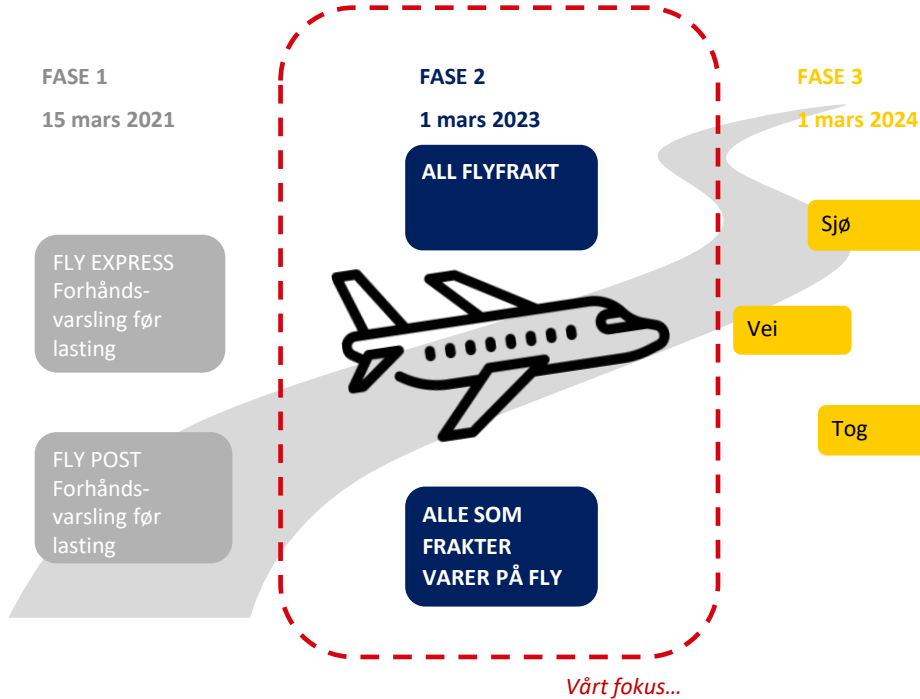 FASE 1
15 mars 2021
FLY EXPRESS
Forhånds-
varsling før
lasting
FLY POST
Forhånds-
varsling før
lasting
FASE 2
1 mars 2023
ALL FLYFRAKT
ALLE SOM
FRAKTER
VARER PÅ FLY
FASE 3
1 mars 2024
Sjø
Vei
Tog
Vårt fokus...